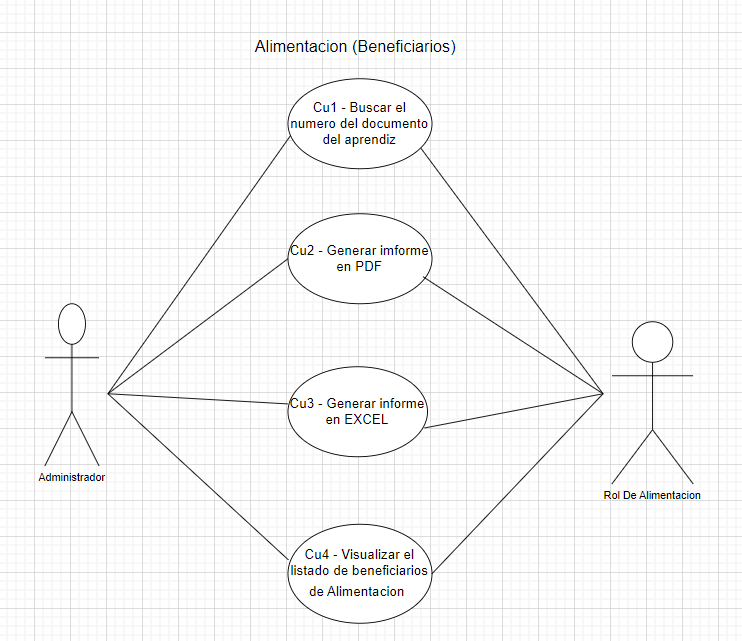 Alimentacion (Beneficiarios)
Cu1 - Buscar el
numero del documento
del aprendiz
Cu2 - Generar imforme
en PDF
Cu3 - Generar informe
en EXCEL
Administrador
Rol De Alimentacion
Cu4 - Visualizar el
listado de beneficiarios
de Alimentacion